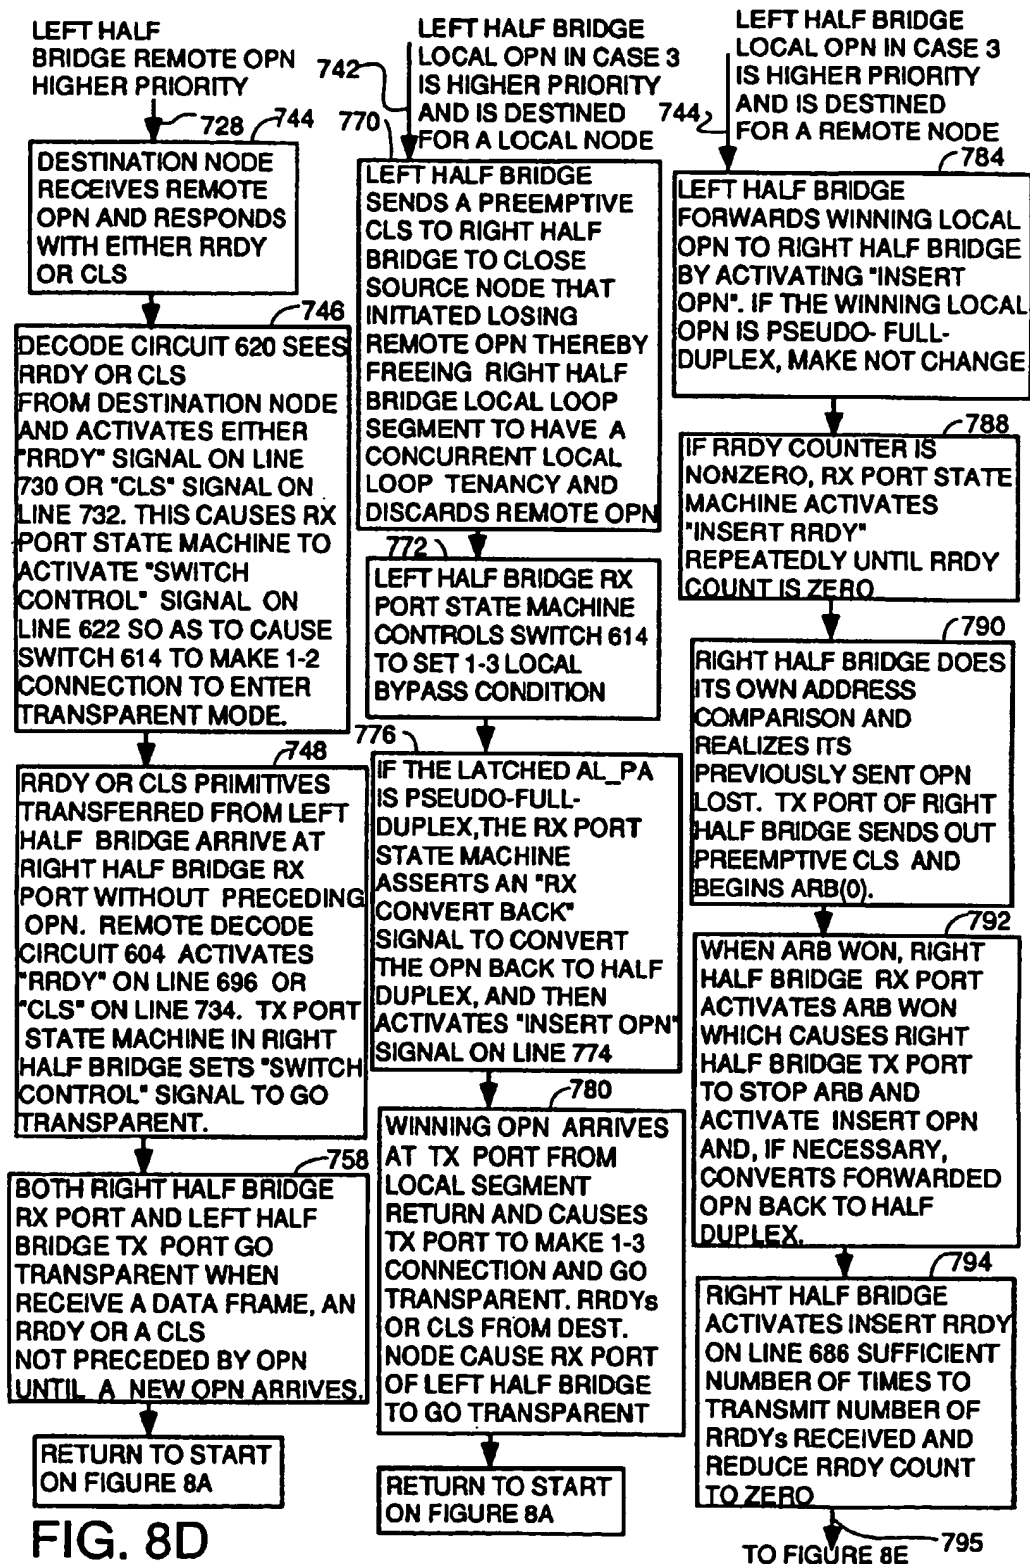 LEFT HALF
BRIDGE REMOTE OPN
HIGHER PRIORITY
728
744
DESTINATION NODE
RECEIVES REMOTE
OPN AND RESPONDS
WITH EITHER RRDY
OR CLS
746
DECODE CIRCUIT 620 SEES
RRDY OR CLS
FROM DESTINATION NODE
AND ACTIVATES EITHER
"RRDY" SIGNAL ON LINE
730 OR "CLS" SIGNAL ON
LINE 732. THIS CAUSES RX
PORT STATE MACHINE TO
ACTIVATE "SWITCH
CONTROL" SIGNAL ON
LINE 622 SO AS TO CAUSE
SWITCH 614 TO MAKE 1-2
CONNECTION TO ENTER
TRANSPARENT MODE.
748
RRDY OR CLS PRIMITIVES
TRANSFERRED FROM LEFT
HALF BRIDGE ARRIVE AT
RIGHT HALF BRIDGE RX
PORT WITHOUT PRECEDING
OPN. REMOTE DECODE
CIRCUIT 604 ACTIVATES
"RRDY" ON LINE 696 OR
"CLS" ON LINE 734. TX PORT
STATE MACHINE IN RIGHT
HALF BRIDGE SETS "SWITCH
CONTROL" SIGNAL TO GO
TRANSPARENT.
758
BOTH RIGHT HALF BRIDGE
RX PORT AND LEFT HALF
BRIDGE TX PORT GO
TRANSPARENT WHEN
RECEIVE A DATA FRAME, AN
RRDY OR A CLS
NOT PRECEDED BY OPN
UNTIL A NEW OPN ARRIVES.
RETURN TO START
ON FIGURE 8A
FIG. 8D
LEFT HALF BRIDGE
LOCAL OPN IN CASE 3
IS HIGHER PRIORITY
AND IS DESTINED
FOR A LOCAL NODE
742
770
LEFT HALF BRIDGE
SENDS A PREEMPTIVE
CLS TO RIGHT HALF
BRIDGE TO CLOSE
SOURCE NODE THAT
INITIATED LOSING
REMOTE OPN THEREBY
FREEING RIGHT HALF
BRIDGE LOCAL LOOP
SEGMENT TO HAVE A
CONCURRENT LOCAL
LOOP TENANCY AND
DISCARDS REMOTE OPN
772
LEFT HALF BRIDGE RX
PORT STATE MACHINE
CONTROLS SWITCH 614
TO SET 1-3 LOCAL
BYPASS CONDITION
776
IF THE LATCHED AL_PA
IS PSEUDO-FULL-
DUPLEX,THE RX PORT
STATE MACHINE
ASSERTS AN "RX
CONVERT BACK"
SIGNAL TO CONVERT
THE OPN BACK TO HALF
DUPLEX, AND THEN
ACTIVATES "INSERT OPN"
SIGNAL ON LINE 774
780
WINNING OPN ARRIVES
AT TX PORT FROM
LOCAL SEGMENT
RETURN AND CAUSES
TX PORT TO MAKE 1-3
CONNECTION AND GO
TRANSPARENT. RRDYs
OR CLS FROM DEST.
NODE CAUSE RX PORT
OF LEFT HALF BRIDGE
TO GO TRANSPARENT
RETURN TO START
ON FIGURE 8A
LEFT HALF BRIDGE
LOCAL OPN IN CASE 3
IS HIGHER PRIORITY
AND IS DESTINED
FOR A REMOTE NODE
744
784
LEFT HALF BRIDGE
FORWARDS WINNING LOCAL
OPN TO RIGHT HALF BRIDGE
BY ACTIVATING "INSERT
OPN". IF THE WINNING LOCAL
OPN IS PSEUDO- FULL-
DUPLEX, MAKE NOT CHANGE
788
IF RRDY COUNTER IS
NONZERO, RX PORT STATE
MACHINE ACTIVATES
"INSERT RRDY"
REPEATEDLY UNTIL RRDY
COUNT IS ZERO
790
RIGHT HALF BRIDGE DOES
ITS OWN ADDRESS
COMPARISON AND
REALIZES ITS
PREVIOUSLY SENT OPN
LOST. TX PORT OF RIGHT
HALF BRIDGE SENDS OUT
PREEMPTIVE CLS AND
BEGINS ARB(0).
792
WHEN ARB WON, RIGHT
HALF BRIDGE RX PORT
ACTIVATES ARB WON
WHICH CAUSES RIGHT
HALF BRIDGE TX PORT
TO STOP ARB AND
ACTIVATE INSERT OPN
AND, IF NECESSARY,
CONVERTS FORWARDED
OPN BACK TO HALF
DUPLEX.
794
RIGHT HALF BRIDGE
ACTIVATES INSERT RRDY
ON LINE 686 SUFFICIENT
NUMBER OF TIMES TO
TRANSMIT NUMBER OF
RRDYs RECEIVED AND
REDUCE RRDY COUNT
TO ZERO
795
TO FIGURE 8E